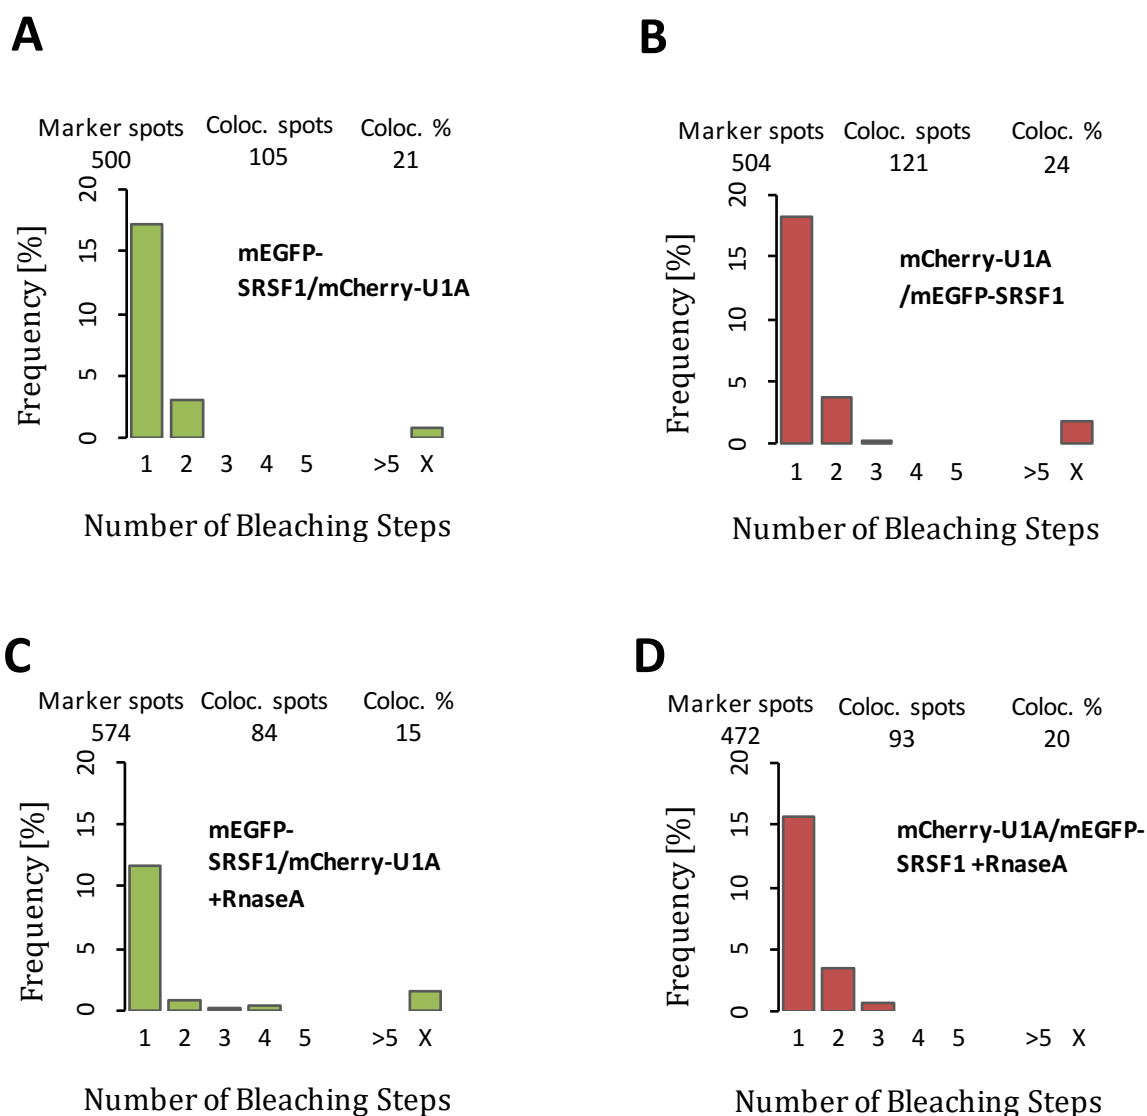 A
Marker spots Coloc. spots Coloc. %
500 105 21
Frequency [%]
20
15
10
5
0
mEGFP-
SRSF1/mCherry-U1A
1 2 3 4 5 >5 X
Number of Bleaching Steps
B
Marker spots Coloc. spots Coloc. %
504 121 24
Frequency [%]
20
15
10
5
0
mCherry-U1A
/mEGFP-SRSF1
1 2 3 4 5 >5 X
Number of Bleaching Steps
C
Marker spots Coloc. spots Coloc. %
574 84 15
Frequency [%]
20
15
10
5
0
mEGFP-
SRSF1/mCherry-U1A
+RnaseA
1 2 3 4 5 >5 X
Number of Bleaching Steps
D
Marker spots Coloc. spots Coloc. %
472 93 20
Frequency [%]
20
15
10
5
0
mCherry-U1A/mEGFP-
SRSF1 +RnaseA
1 2 3 4 5 >5 X
Number of Bleaching Steps